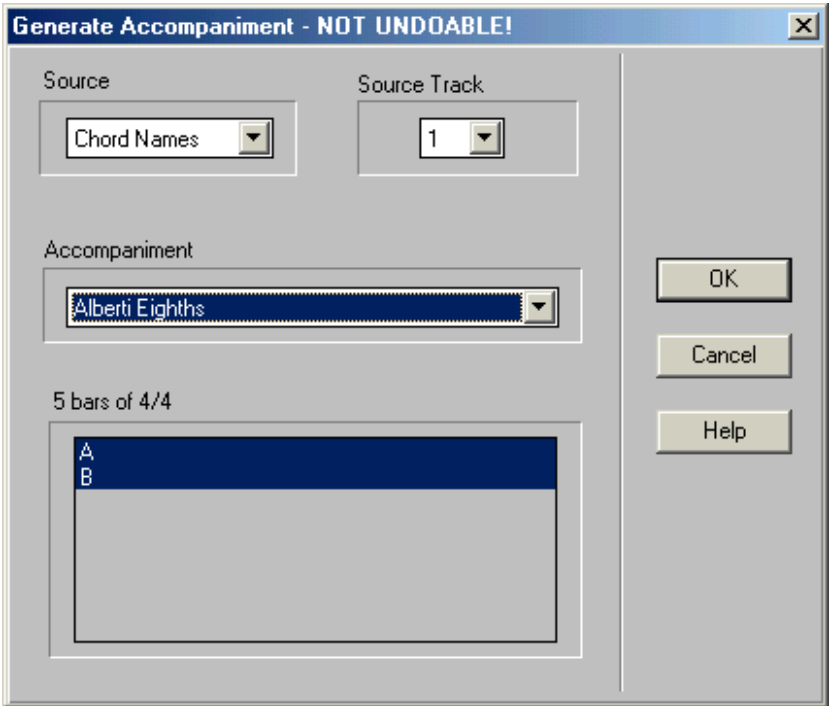 Generate Accompaniment - NOT UNDOABLE!
Source
Source Track
Chord Names
1
Accompaniment
Alberti Eighths
OK
Cancel
5 bars of 4/4
Help
A
B